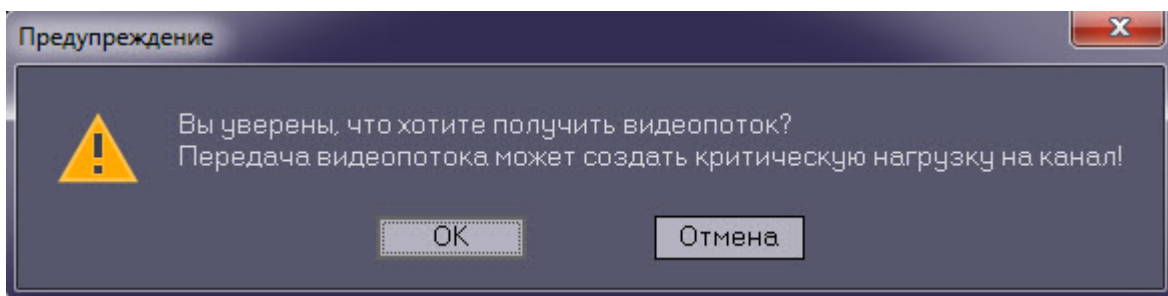 Предупреждение
Вы уверены, что хотите получить видеопоток?
Передача видеопотока может создать критическую нагрузку на канал!
OK
Отмена